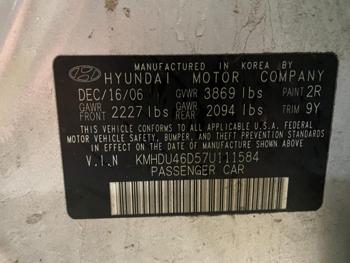 MANUFACTURED IN KOREA BY
HYUNDAI MOTOR COMPANY
DEC/16/06 GVWR 3869 lbs PAINT 2R
GAWR FRONT 2227 lbs GAWR REAR 2094 lbs TRIM 9Y
THIS VEHICLE CONFORMS TO ALL APPLICABLE U.S. FEDERAL
MOTOR VEHICLE SAFETY, BUMPER, AND THEFT PREVENTION
STANDARDS IN EFFECT ON THE DATE OF MANUFACTURE SHOWN ABOVE.
V.I.N KMHDU46D57U111584
PASSENGER CAR